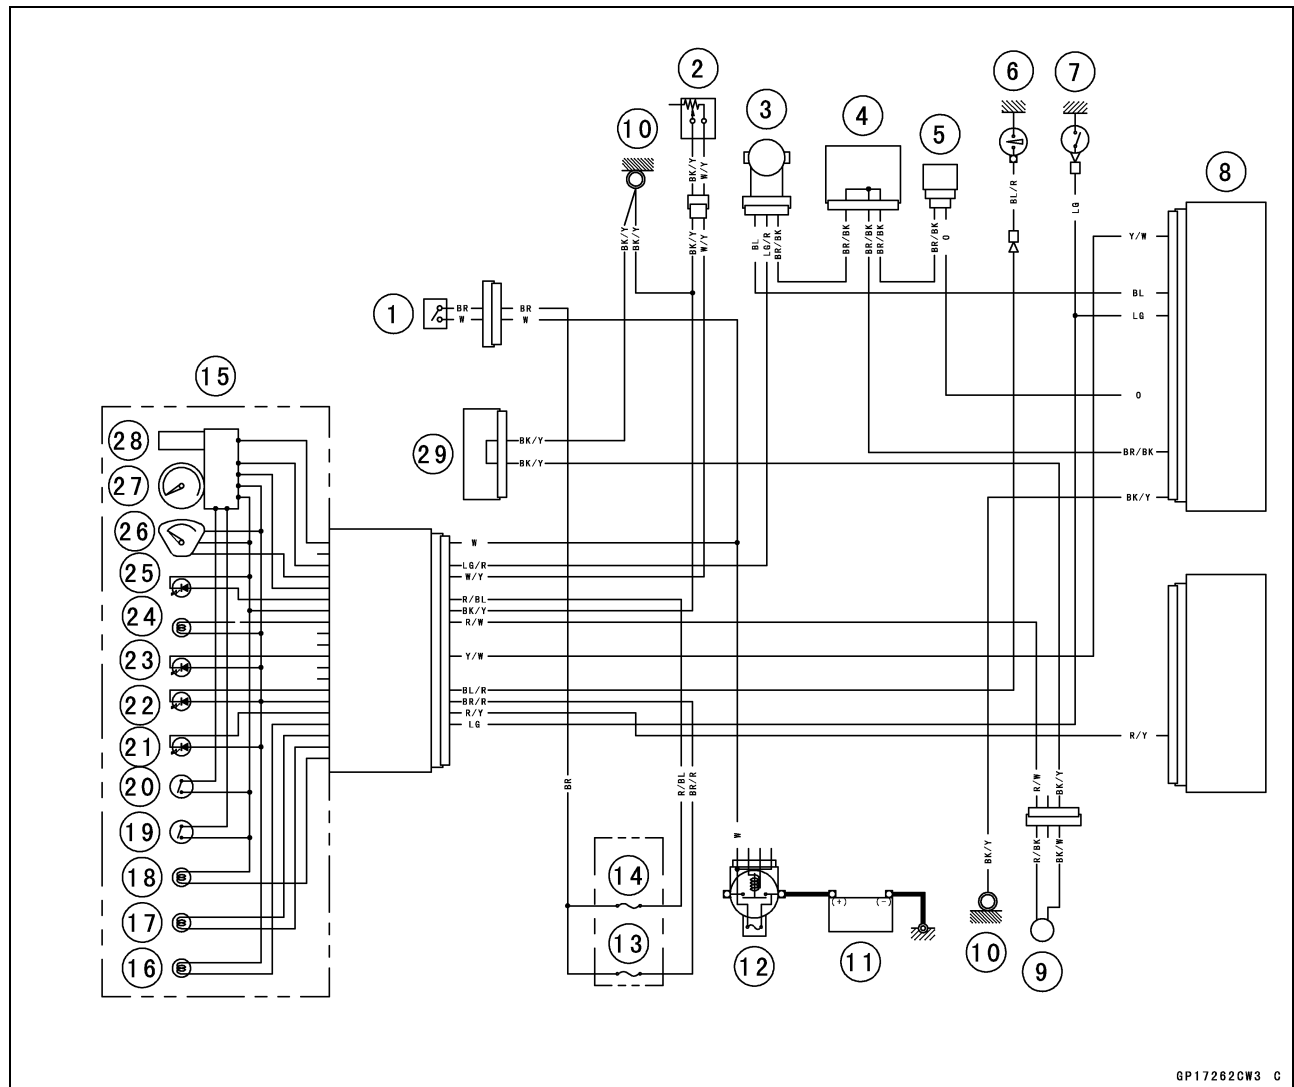 2
6
7
3
10
4
5
8
BK/Y
W/Y
BL/R
LG
BK/Y
BK/Y
BK/Y
W/Y
BL
LG/R
BR/BK
BR/BK
BR/BK
BR/BK
BR/BK
O
Y/W
BL
LG
1
BR
W
BR
W
15
O
28
29
BK/Y
BK/Y
BR/BK
27
BK/Y
26
W
25
LG/R
W/Y
R/BL
24
BK/Y
R/W
23
Y/W
22
BL/R
BR/R
R/Y
21
LG
R/Y
20
BR
R/BL
BR/R
R/W
BK/Y
19
W
BK/Y
R/BK
BK/W
18
14
(+)
(-)
17
13
16
12
11
10
9
GP17262CW3 C